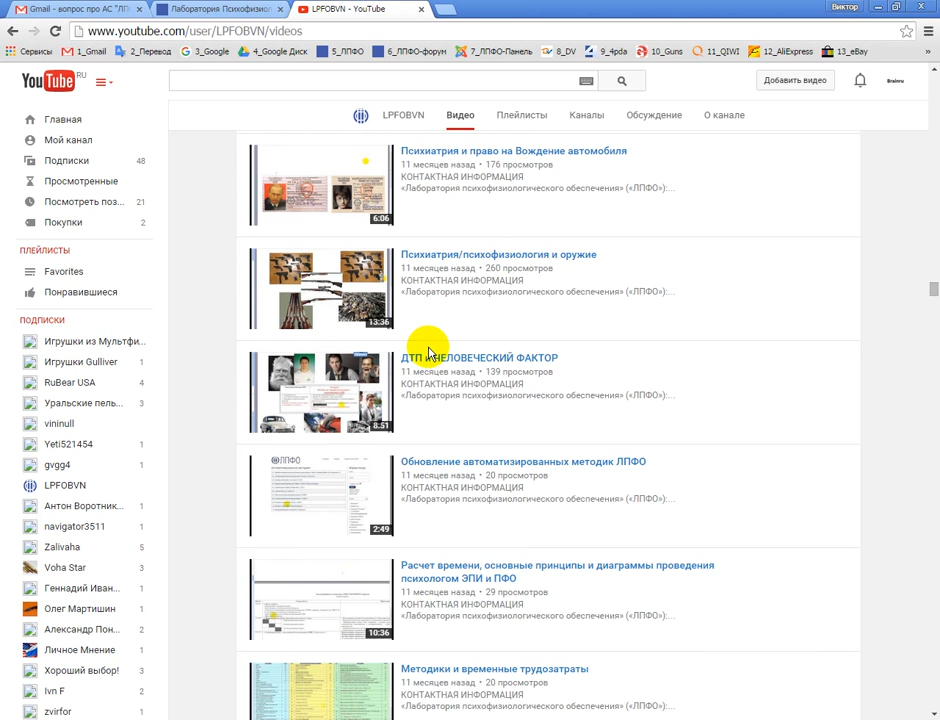 Gmail - вопрос про АС "ЛП
Лаборатория Психофизиол
LPFOBVN - YouTube
Виктор
www.youtube.com/user/LPFOBVN/videos
Сервисы 1_Gmail 2_Перевод 3_Google 4_Google Диск 5_ЛПФО 6_ЛПФО-форум 7_ЛПФО-Панель 8_DV 9_4pda 10_Guns 11_QIWI 12_AliExpress 13_eBay »
YouTube RU
Добавить видео
Brainru
LPFOBVN Видео Плейлисты Каналы Обсуждение О канале
Главная
Мой канал
Подписки 48
Просмотренные
Посмотреть поз... 21
Покупки 2
ПЛЕЙЛИСТЫ
Favorites
Понравившиеся
ПОДПИСКИ
Игрушки из Мультфи...
Игрушки Gulliver 1
RuBear USA 4
Уральские пель... 3
vininull
Yeti521454 1
gvgg4 1
LPFOBVN
Антон Воротник... 1
navigator3511 1
Zalivaha 5
Voha Star 3
Геннадий Иван... 1
Олег Мартишин 1
Александр Пон... 2
Личное Мнение 1
Хороший выбор! 3
Ivn F 2
zvirfor 1
Психиатрия и право на Вождение автомобиля
11 месяцев назад • 176 просмотров
КОНТАКТНАЯ ИНФОРМАЦИЯ
«Лаборатория психофизиологического обеспечения» («ЛПФО»):...
6:06
Психиатрия/психофизиология и оружие
11 месяцев назад • 260 просмотров
КОНТАКТНАЯ ИНФОРМАЦИЯ
«Лаборатория психофизиологического обеспечения» («ЛПФО»):...
13:36
ДТП и ЧЕЛОВЕЧЕСКИЙ ФАКТОР
11 месяцев назад • 139 просмотров
КОНТАКТНАЯ ИНФОРМАЦИЯ
«Лаборатория психофизиологического обеспечения» («ЛПФО»):...
8:51
Обновление автоматизированных методик ЛПФО
11 месяцев назад • 20 просмотров
КОНТАКТНАЯ ИНФОРМАЦИЯ
«Лаборатория психофизиологического обеспечения» («ЛПФО»):...
ЛПФО
2:49
Расчет времени, основные принципы и диаграммы проведения
психологом ЭПИ и ПФО
11 месяцев назад • 29 просмотров
КОНТАКТНАЯ ИНФОРМАЦИЯ
«Лаборатория психофизиологического обеспечения» («ЛПФО»):...
10:36
Методики и временные трудозатраты
11 месяцев назад • 20 просмотров
КОНТАКТНАЯ ИНФОРМАЦИЯ
«Лаборатория психофизиологического обеспечения» («ЛПФО»):...